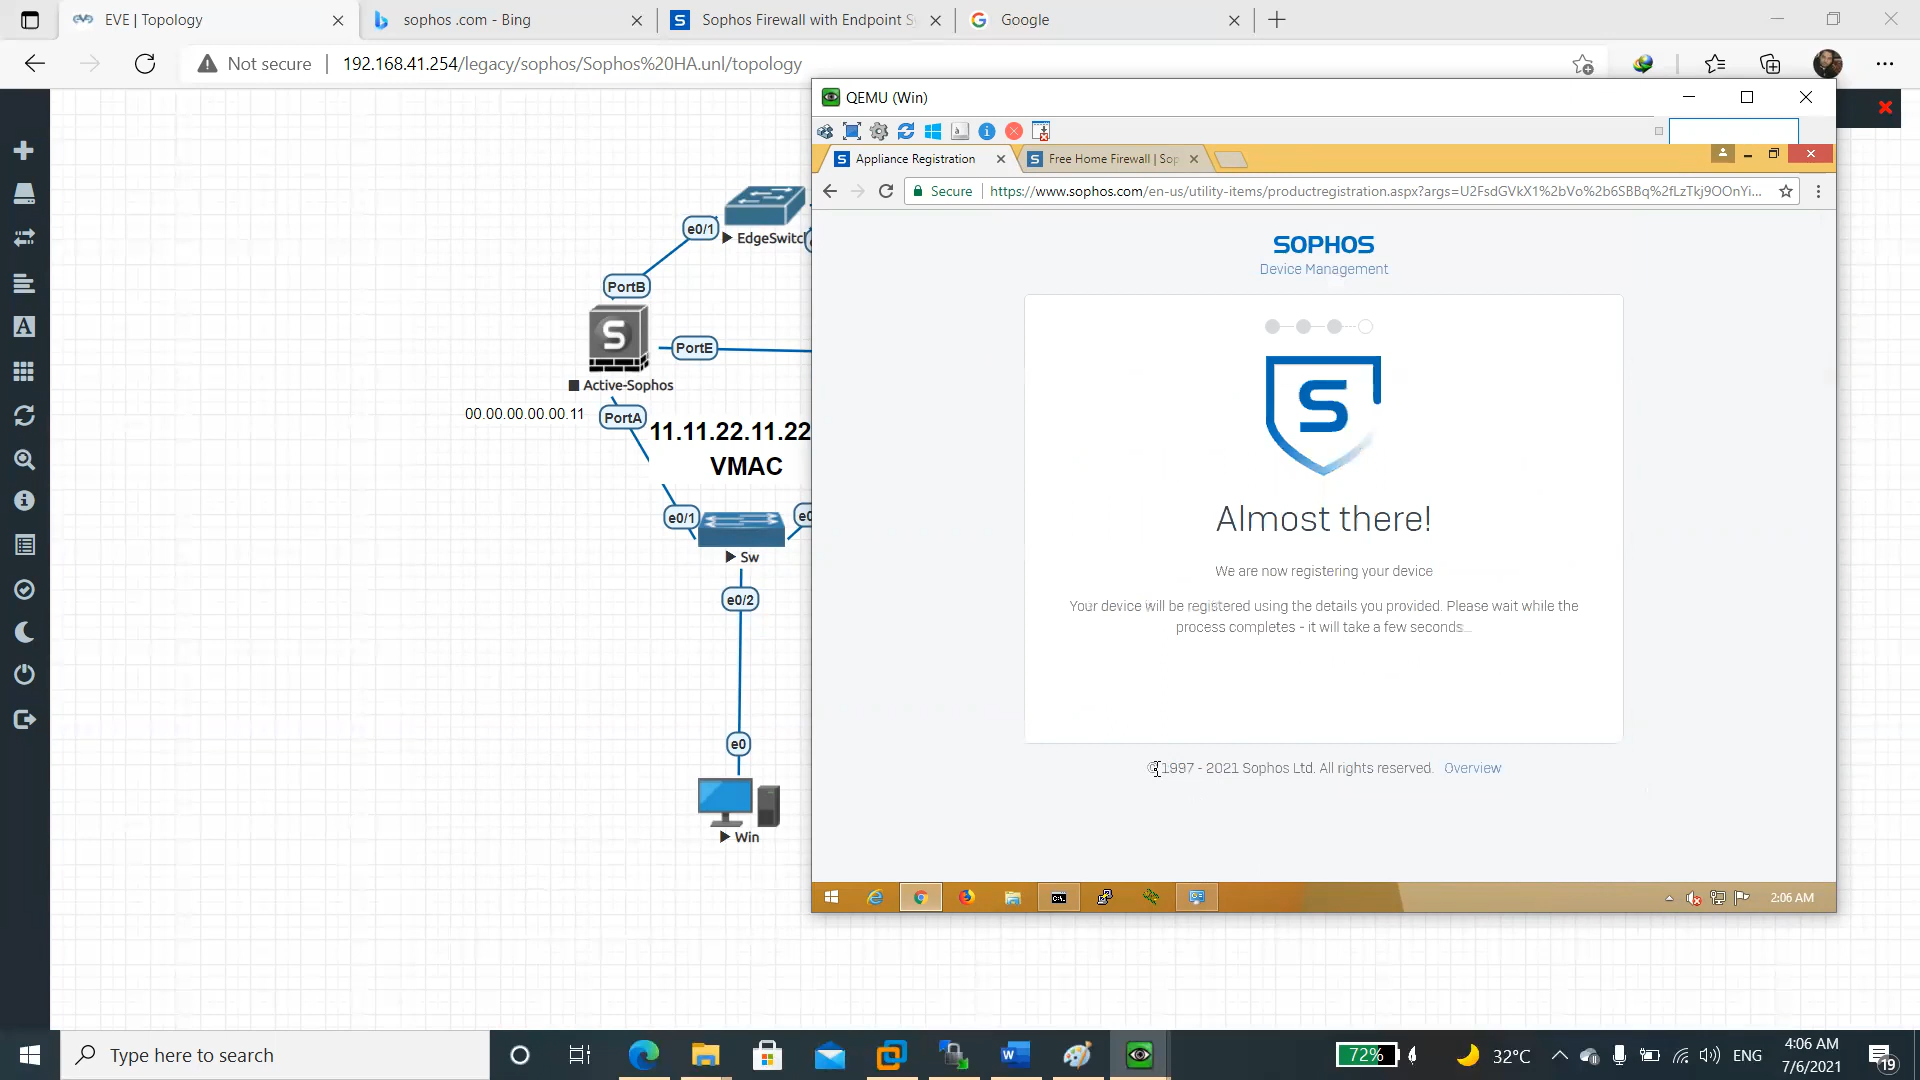 EVE | Topology
sophos .com - Bing
Sophos Firewall with Endpoint S
Google
Not secure
192.168.41.254/legacy/sophos/Sophos%20HA.unl/topology
QEMU (Win)
Appliance Registration
Free Home Firewall | Sop
Secure
https://www.sophos.com/en-us/utility-items/productregistration.aspx?args=U2FsdGVkX1%2bVo%2b6SBBq%2fLzTkj9OOnYi...
SOPHOS
Device Management
Almost there!
We are now registering your device
Your device will be registered using the details you provided. Please wait while the
process completes - it will take a few seconds...
© 1997 - 2021 Sophos Ltd. All rights reserved. Overview
2:06 AM
e0/1
EdgeSwitch
PortB
S
PortE
Active-Sophos
00.00.00.00.00.11
PortA
11.11.22.11.22
VMAC
e0/1
Sw
e0/2
e0
Win
Type here to search
72%
32°C
ENG
4:06 AM
7/6/2021
19